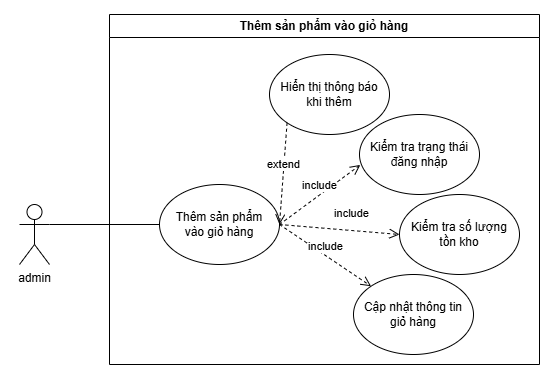 Thêm sản phẩm vào giỏ hàng
Hiển thị thông báo
khi thêm
Kiểm tra trạng thái
đăng nhập
extend
include
Thêm sản phẩm
vào giỏ hàng
include
Kiểm tra số lượng
tồn kho
include
admin
Cập nhật thông tin
giỏ hàng